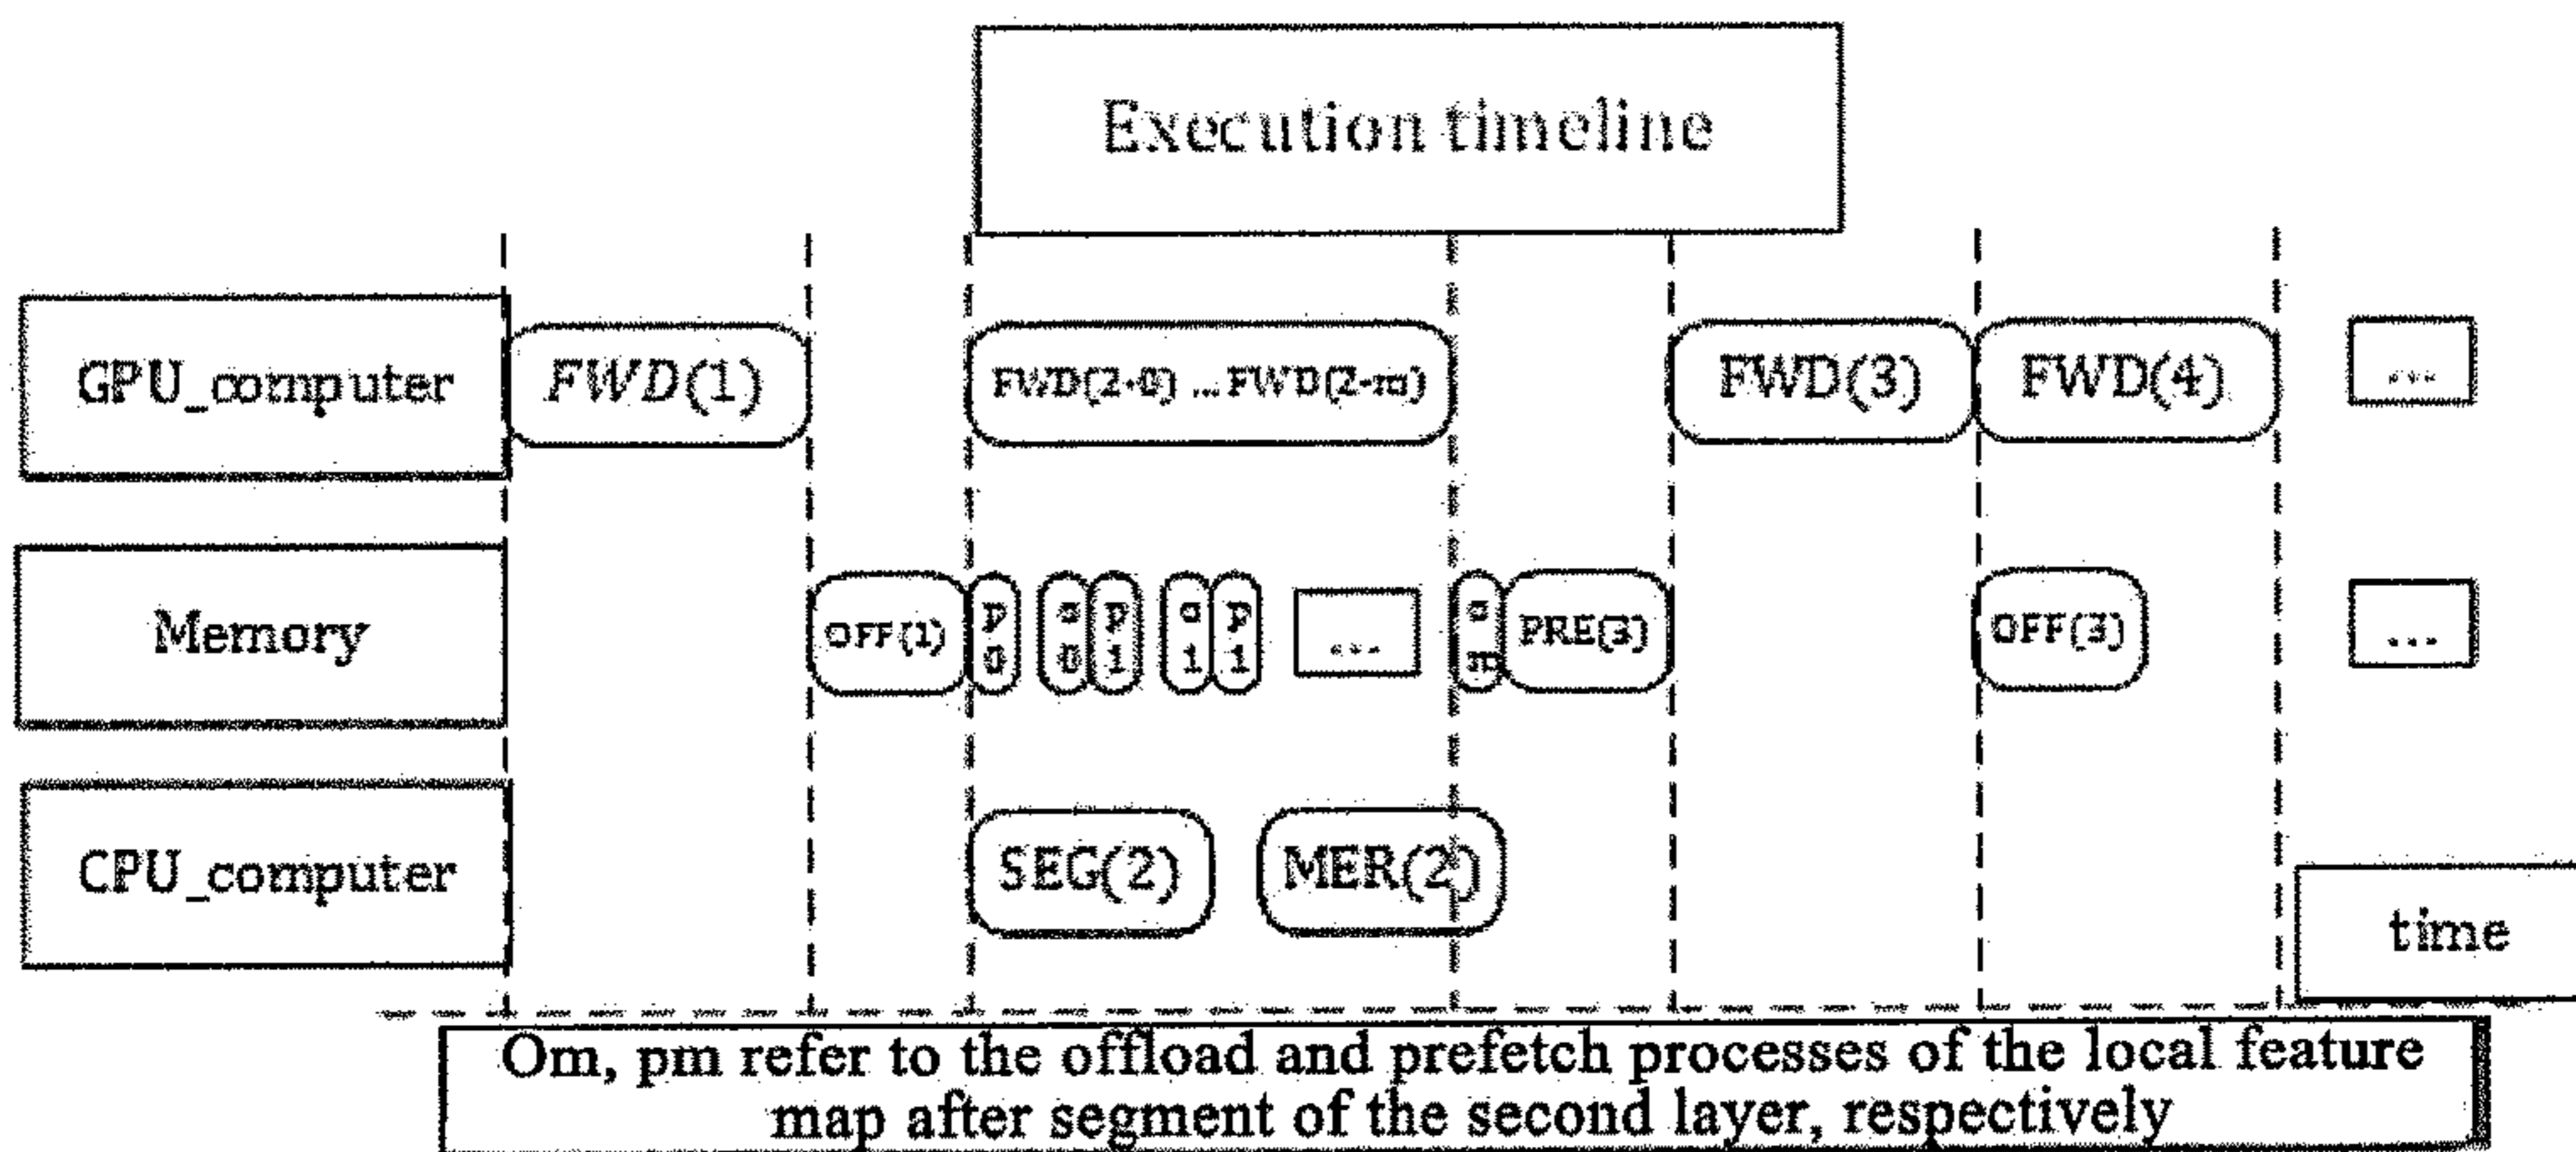 Execution timeline
GPU_computer
FWD(1)
FWD(2-0) ...FWD(2-m)
FWD(3)
FWD(4)
...
Memory
OFF(1)
p
0
o
0
p
1
o
1
p
1
...
o
m
PRE(3)
OFF(3)
...
CPU_computer
SEG(2)
MER(2)
time
Om, pm refer to the offload and prefetch processes of the local feature
map after segment of the second layer, respectively